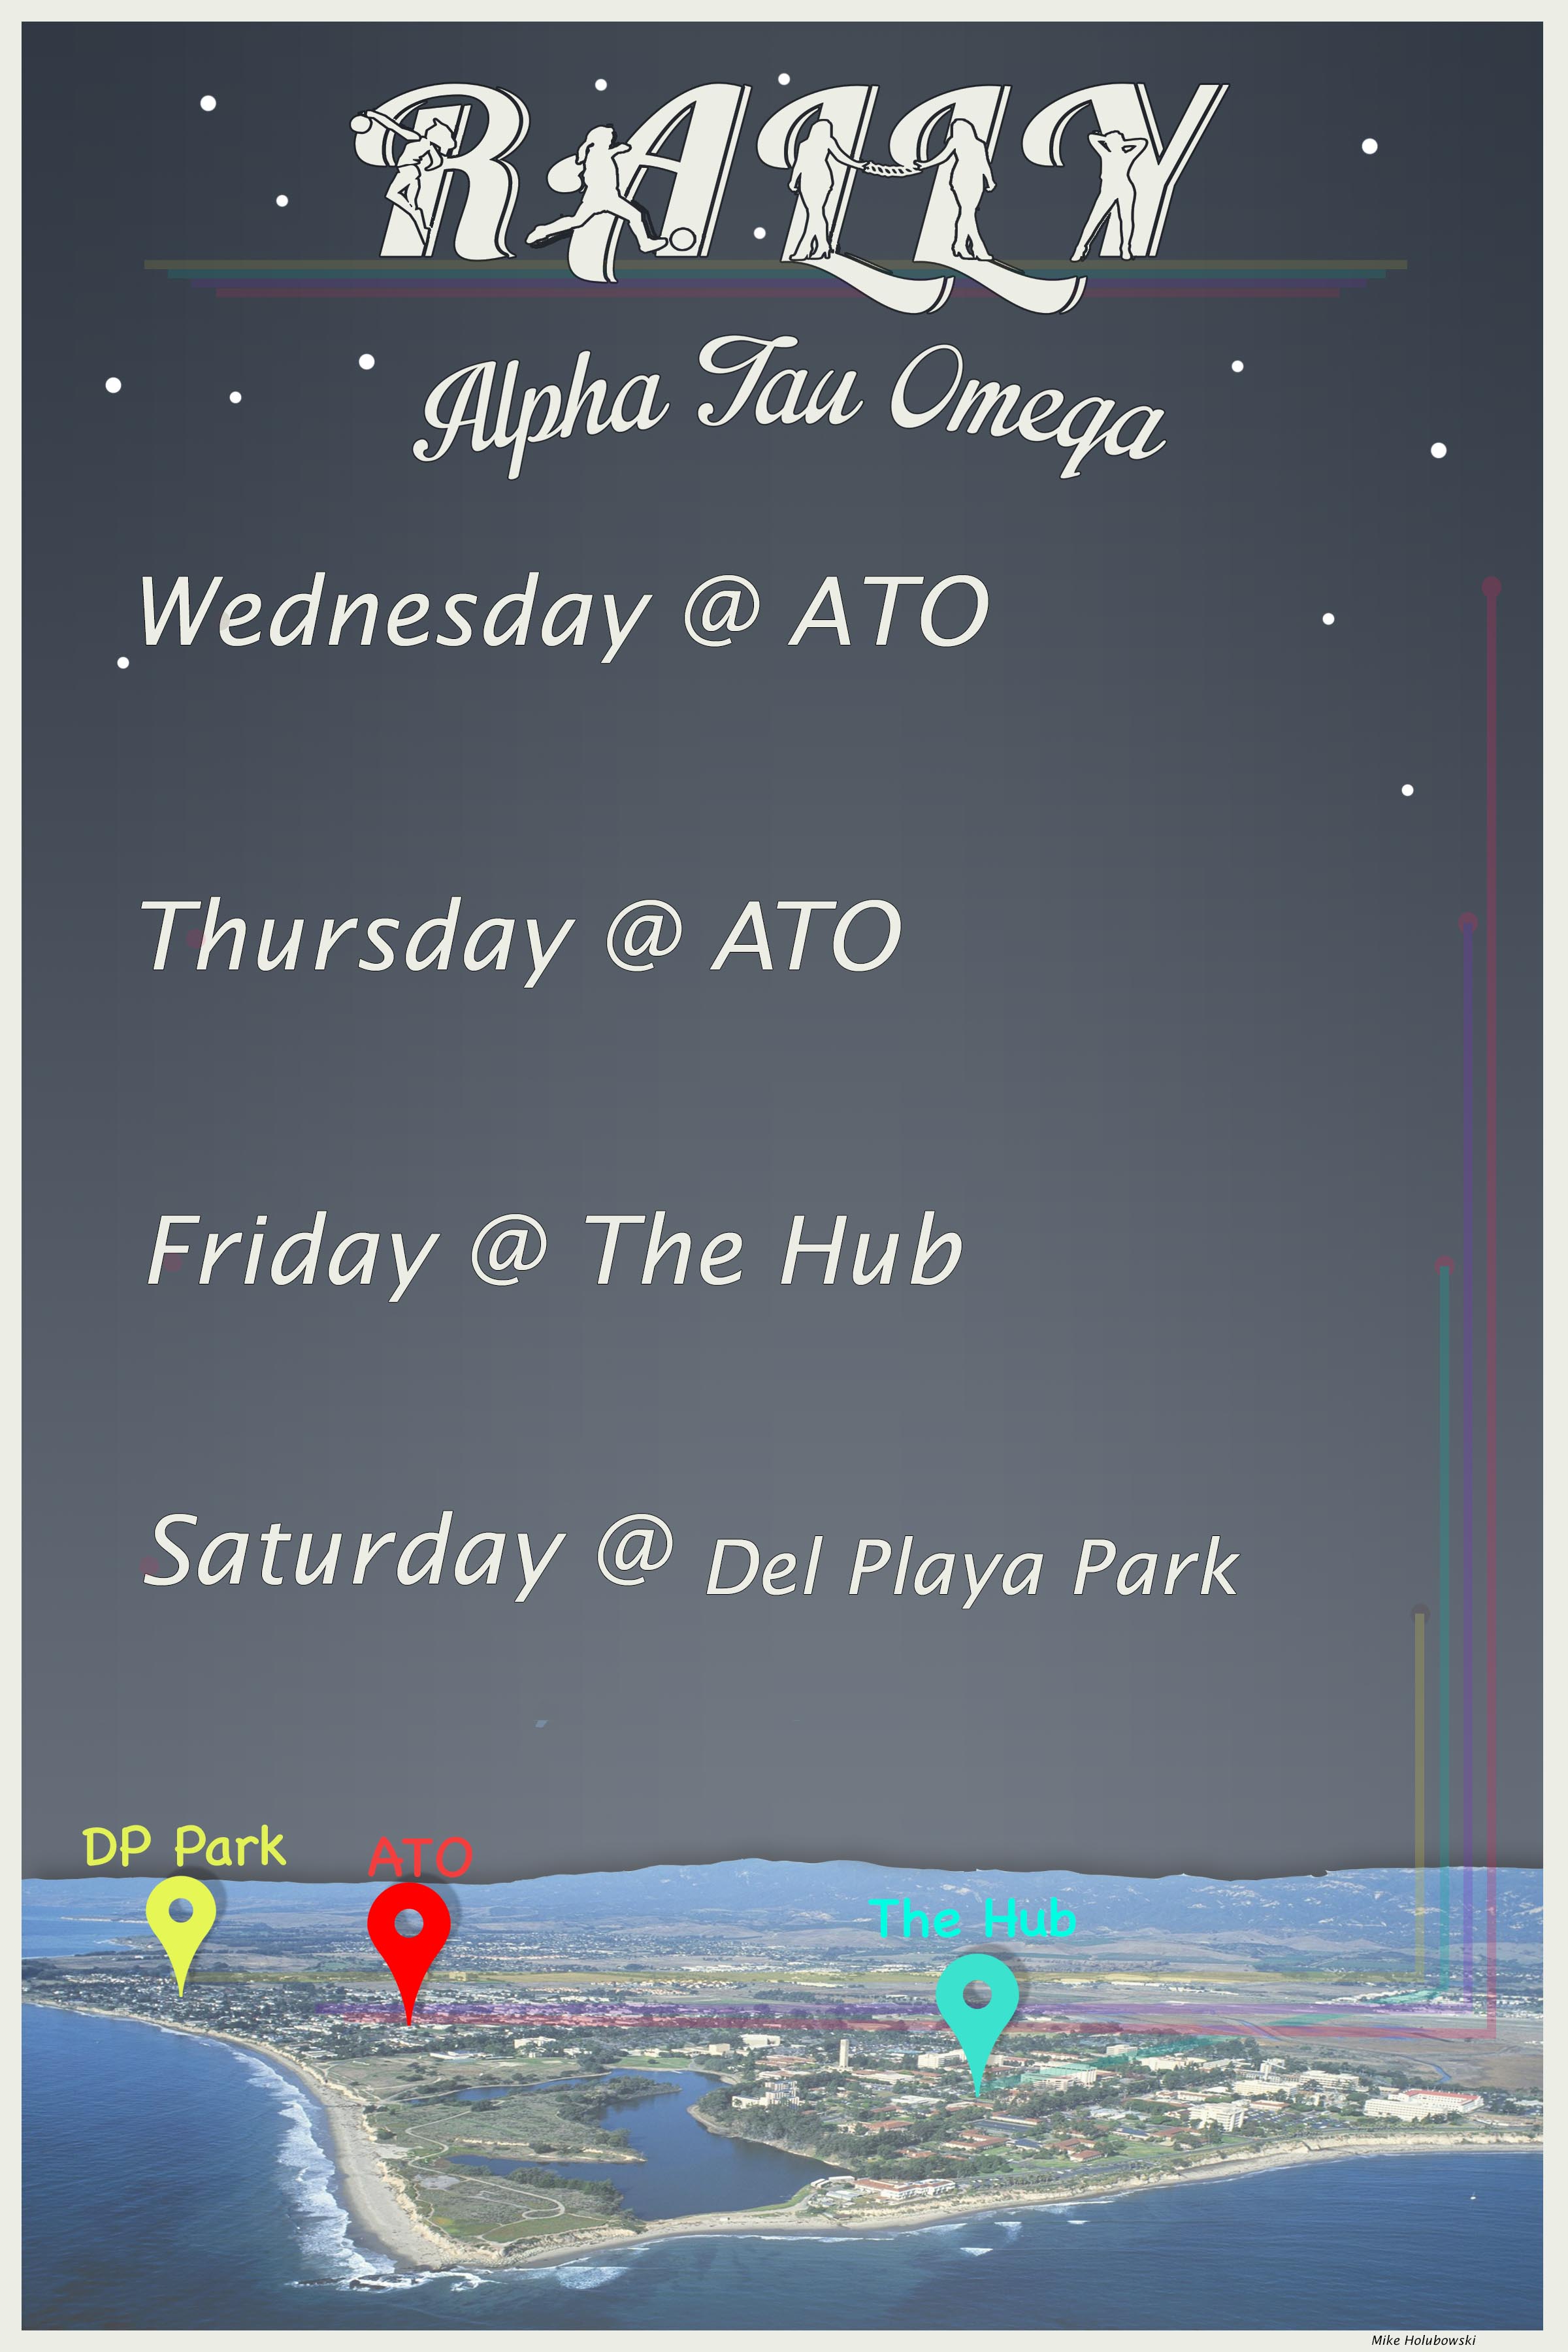 RALLY
Alpha Tau Omega
Wednesday @ ATO
Thursday @ ATO
Friday @ The Hub
Saturday @ Del Playa Park
DP Park
ATO
The Hub
Mike Holubowski